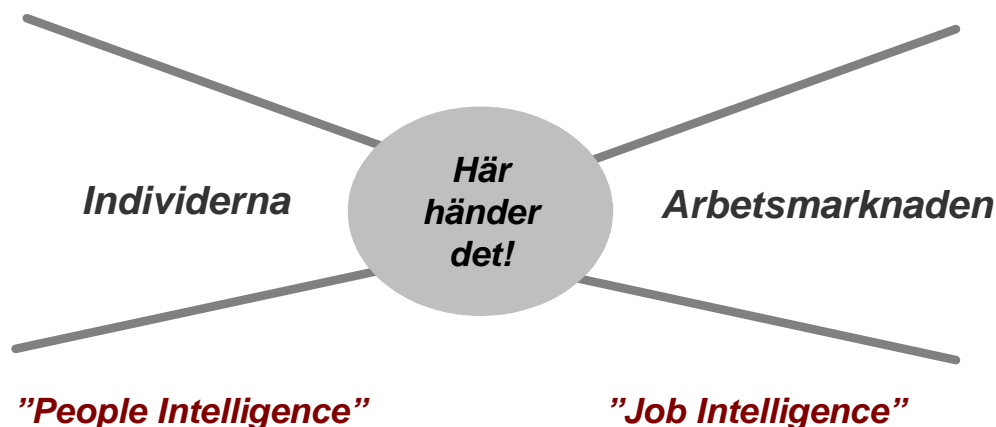 Individerna
Här
händer
det!
Arbetsmarknaden
”People Intelligence”
”Job Intelligence”